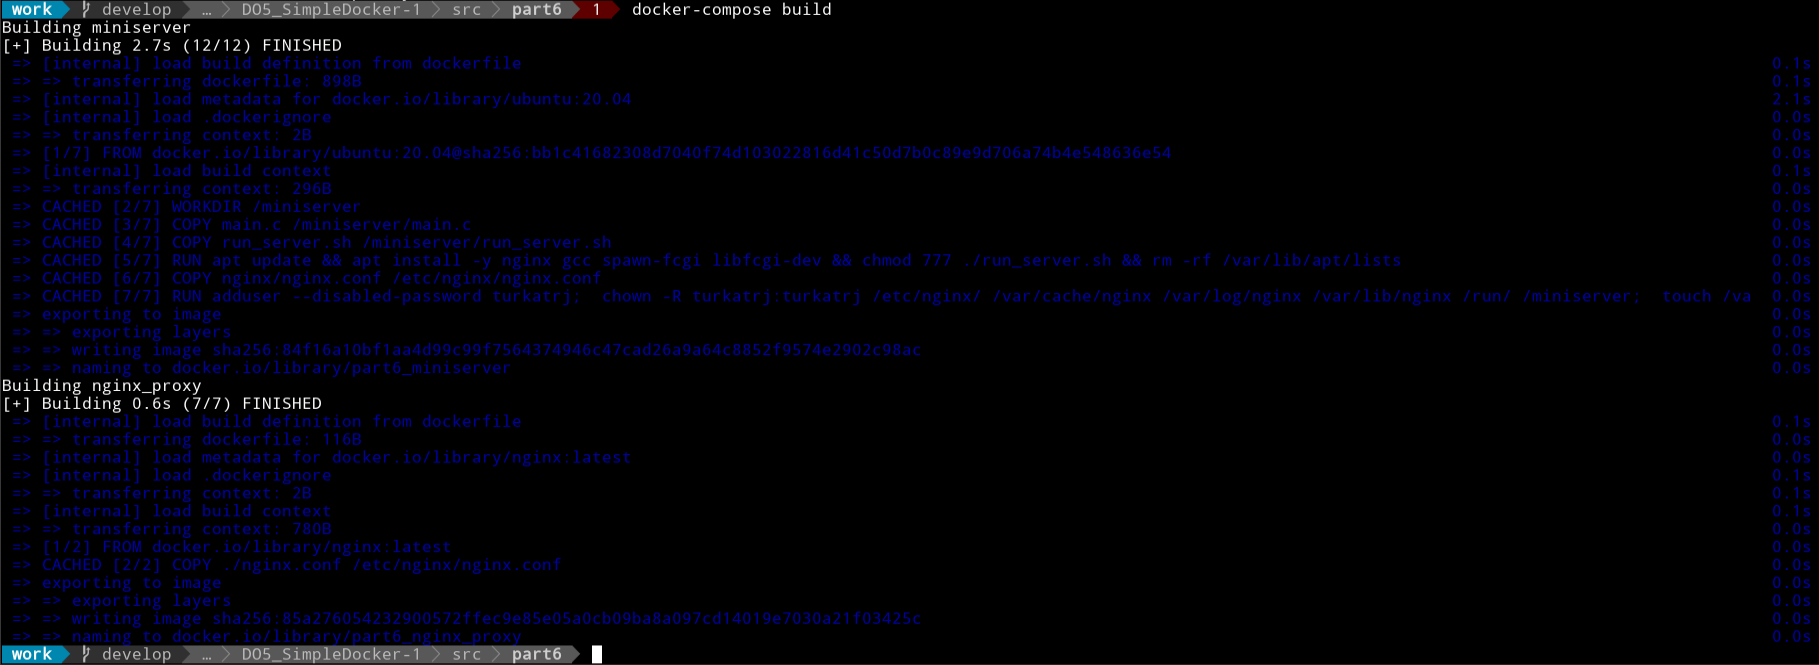 work develop … DO5_SimpleDocker-1 src part6 1 docker-compose build
Building miniserver
[+] Building 2.7s (12/12) FINISHED
=> [internal] load build definition from dockerfile 0.1s
=> => transferring dockerfile: 898B 0.1s
=> [internal] load metadata for docker.io/library/ubuntu:20.04 2.1s
=> [internal] load .dockerignore 0.0s
=> => transferring context: 2B 0.0s
=> [1/7] FROM docker.io/library/ubuntu:20.04@sha256:bb1c41682308d7040f74d103022816d41c50d7b0c89e9d706a74b4e548636e54 0.0s
=> [internal] load build context 0.1s
=> => transferring context: 296B 0.0s
=> CACHED [2/7] WORKDIR /miniserver 0.0s
=> CACHED [3/7] COPY main.c /miniserver/main.c 0.0s
=> CACHED [4/7] COPY run_server.sh /miniserver/run_server.sh 0.0s
=> CACHED [5/7] RUN apt update && apt install -y nginx gcc spawn-fcgi libfcgi-dev && chmod 777 ./run_server.sh && rm -rf /var/lib/apt/lists 0.0s
=> CACHED [6/7] COPY nginx/nginx.conf /etc/nginx/nginx.conf 0.0s
=> CACHED [7/7] RUN adduser --disabled-password turkatrj; chown -R turkatrj:turkatrj /etc/nginx/ /var/cache/nginx /var/log/nginx /var/lib/nginx /run/ /miniserver; touch /va 0.0s
=> exporting to image 0.0s
=> => exporting layers 0.0s
=> => writing image sha256:84f16a10bf1aa4d99c99f7564374946c47cad26a9a64c8852f9574e2902c98ac 0.0s
=> => naming to docker.io/library/part6_miniserver 0.0s
Building nginx_proxy
[+] Building 0.6s (7/7) FINISHED
=> [internal] load build definition from dockerfile 0.1s
=> => transferring dockerfile: 116B 0.0s
=> [internal] load metadata for docker.io/library/nginx:latest 0.0s
=> [internal] load .dockerignore 0.1s
=> => transferring context: 2B 0.1s
=> [internal] load build context 0.1s
=> => transferring context: 780B 0.0s
=> [1/2] FROM docker.io/library/nginx:latest 0.0s
=> CACHED [2/2] COPY ./nginx.conf /etc/nginx/nginx.conf 0.0s
=> exporting to image 0.0s
=> => exporting layers 0.0s
=> => writing image sha256:85a276054232900572ffec9e85e05a0cb09ba8a097cd14019e7030a21f03425c 0.0s
=> => naming to docker.io/library/part6_nginx_proxy 0.0s
work develop … DO5_SimpleDocker-1 src part6